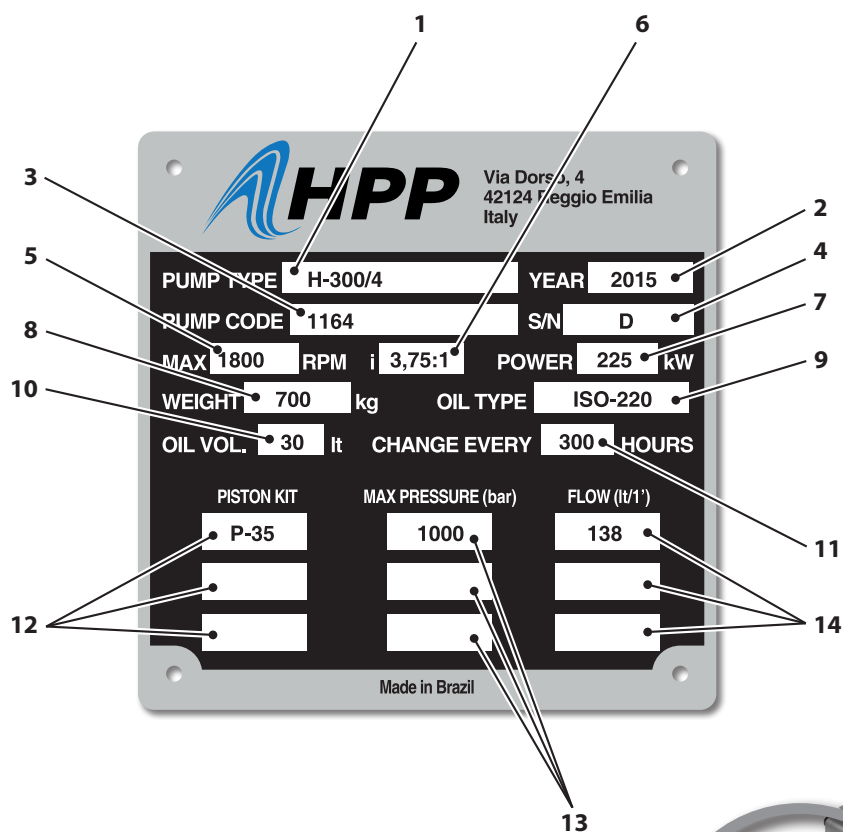 1 6
3
HPP
Via Dorso, 4
42124 Reggio Emilia
Italy
2
5
4
PUMP TYPE H-300/4 YEAR 2015
PUMP CODE 1164 S/N D
7
8
MAX 1800 RPM i 3,75:1 POWER 225 kW
9
10
WEIGHT 700 kg OIL TYPE ISO-220
OIL VOL. 30 lt CHANGE EVERY 300 HOURS
PISTON KIT MAX PRESSURE (bar) FLOW (lt/1')
P-35 1000 138
11
12 14
Made in Brazil
13